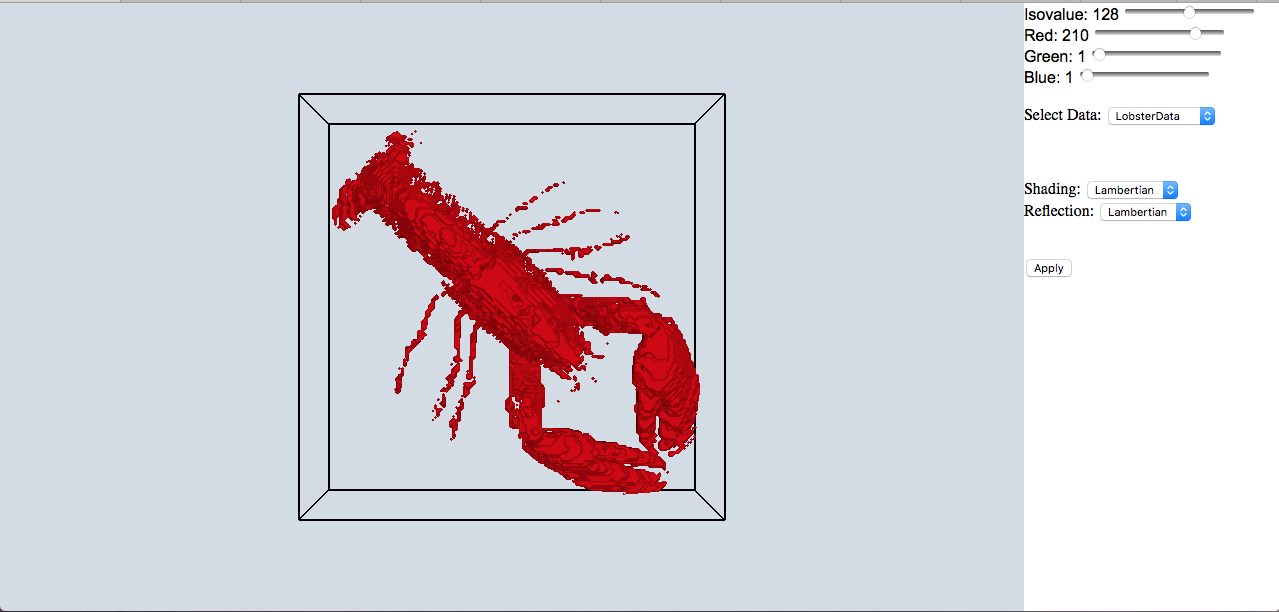 Isovalue: 128
Red: 210
Green: 1
Blue: 1
Select Data: LobsterData
Shading: Lambertian
Reflection: Lambertian
Apply